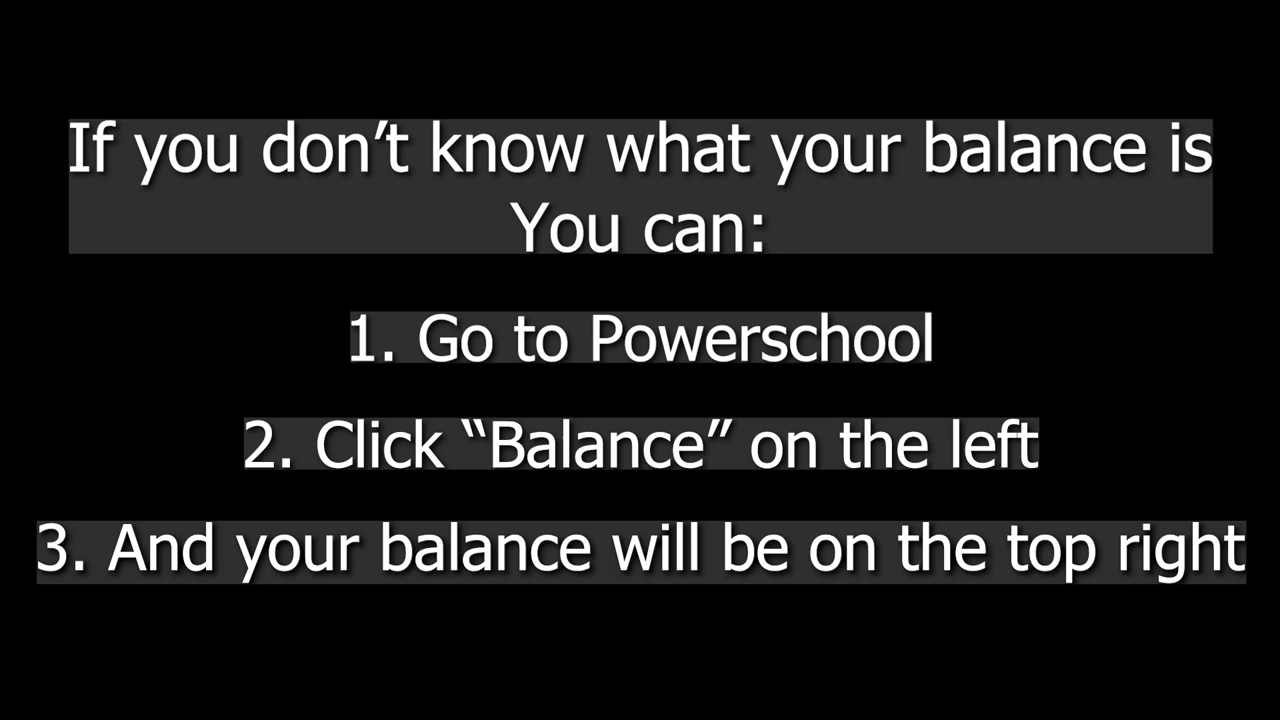 If you don’t know what your balance is
You can:
1. Go to Powerschool
2. Click “Balance” on the left
3. And your balance will be on the top right